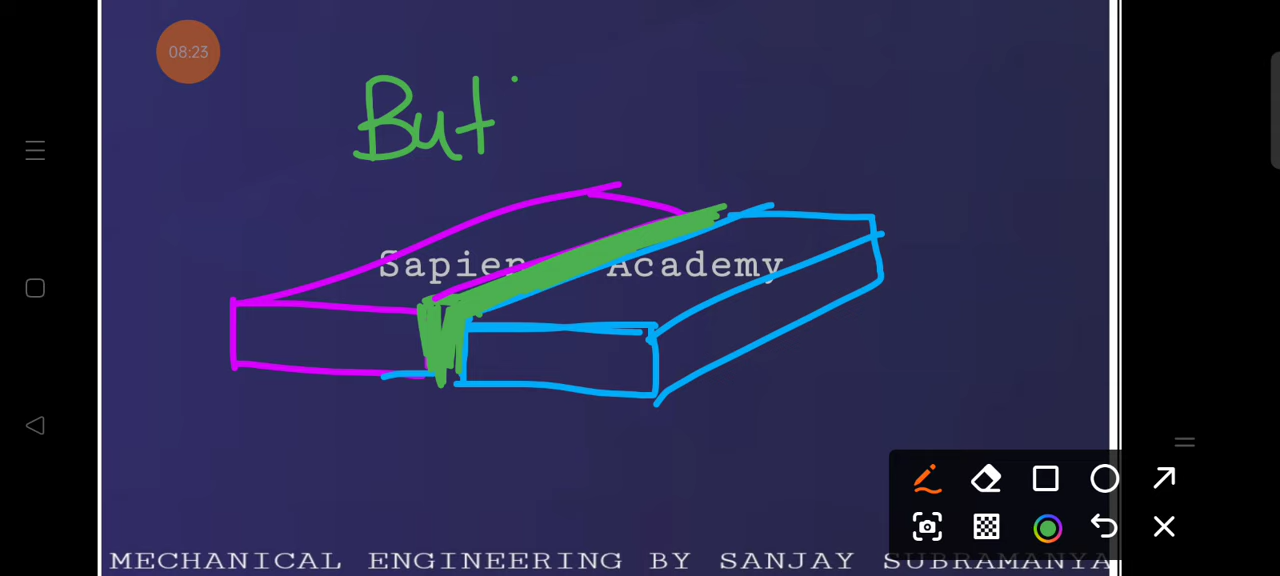 08:23
But
Sapien Academy
MECHANICAL ENGINEERING BY SANJAY SUBRAMANYA